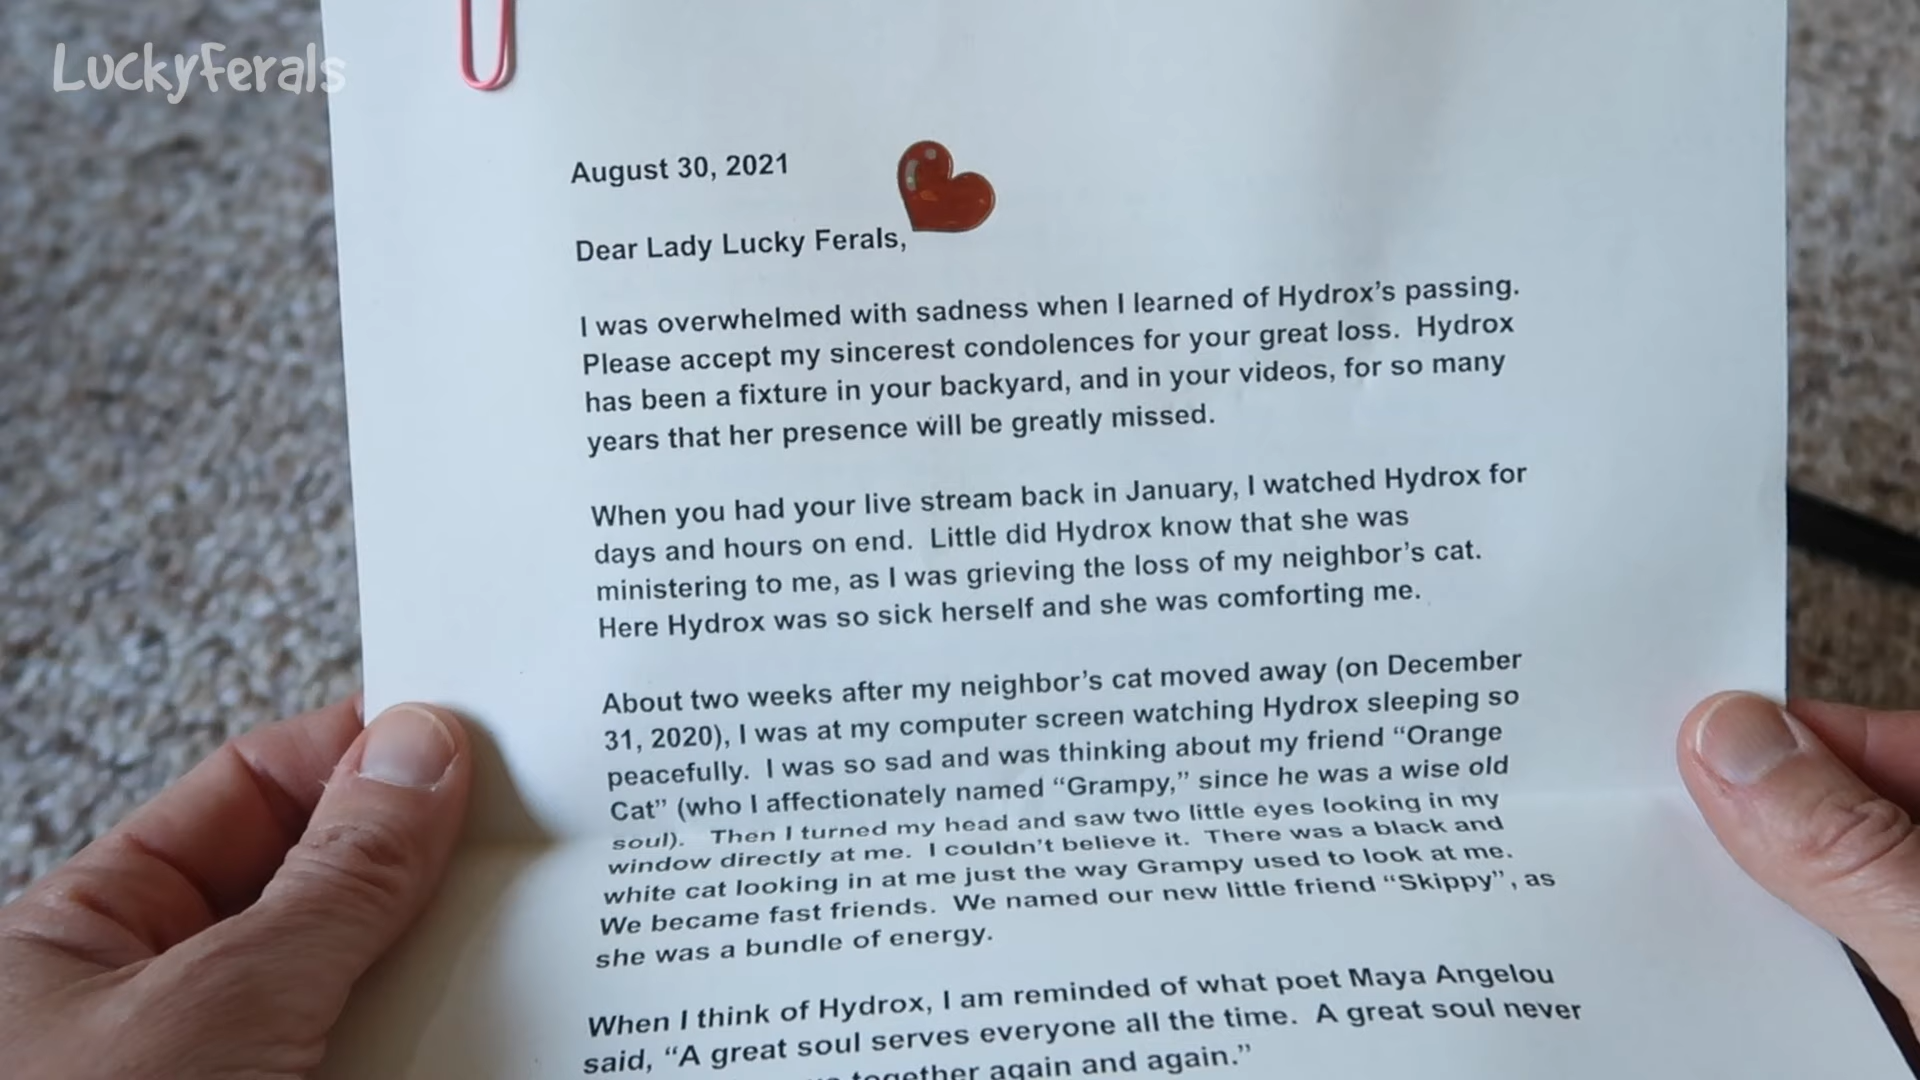 LuckyFerals
August 30, 2021
Dear Lady Lucky Ferals,
I was overwhelmed with sadness when I learned of Hydrox's passing.
Please accept my sincerest condolences for your great loss. Hydrox
has been a fixture in your backyard, and in your videos, for so many
years that her presence will be greatly missed.
When you had your live stream back in January, I watched Hydrox for
days and hours on end. Little did Hydrox know that she was
ministering to me, as I was grieving the loss of my neighbor's cat.
Here Hydrox was so sick herself and she was comforting me.
About two weeks after my neighbor's cat moved away (on December
31, 2020), I was at my computer screen watching Hydrox sleeping so
peacefully. I was so sad and was thinking about my friend "Orange
Cat" (who I affectionately named "Grampy," since he was a wise old
soul). Then I turned my head and saw two little eyes looking in my
window directly at me. I couldn't believe it. There was a black and
white cat looking in at me just the way Grampy used to look at me.
We became fast friends. We named our new little friend "Skippy", as
she was a bundle of energy.
When I think of Hydrox, I am reminded of what poet Maya Angelou
said, "A great soul serves everyone all the time. A great soul never
together again and again."